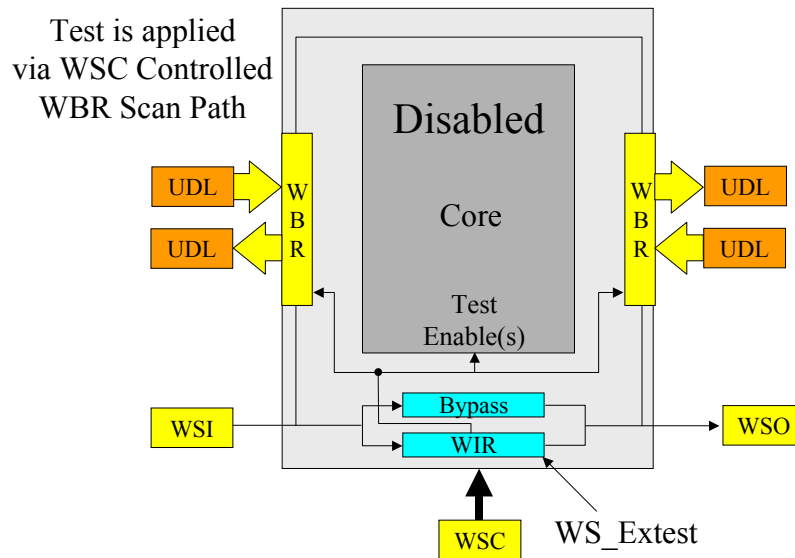 Test is applied
via WSC Controlled
WBR Scan Path
Disabled
Core
Test
Enable(s)
UDL
UDL
W
B
R
W
B
R
UDL
UDL
Bypass
WIR
WSI
WSO
WSC
WS_Extest